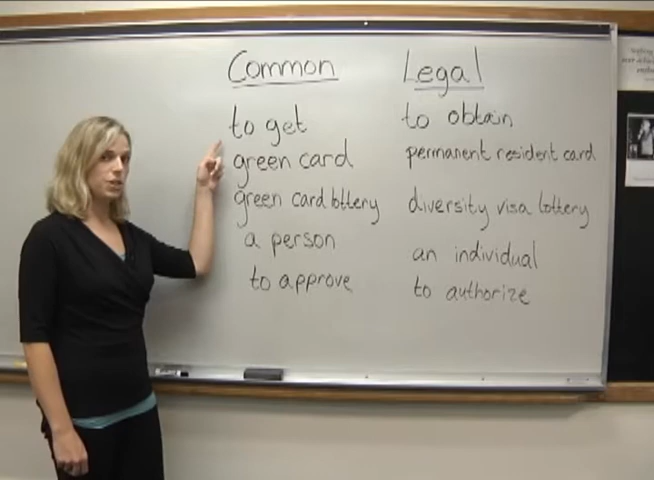 Common Legal
to get to obtain
green card permanent resident card
green card lottery diversity visa lottery
a person an individual
to approve to authorize